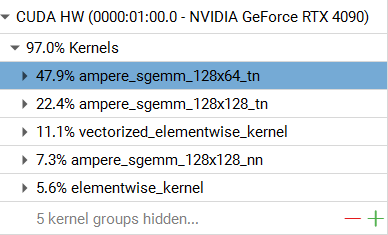 CUDA HW (0000:01:00.0 - NVIDIA GeForce RTX 4090)
97.0% Kernels
47.9% ampere_sgemm_128x64_tn
22.4% ampere_sgemm_128x128_tn
11.1% vectorized_elementwise_kernel
7.3% ampere_sgemm_128x128_nn
5.6% elementwise_kernel
5 kernel groups hidden...